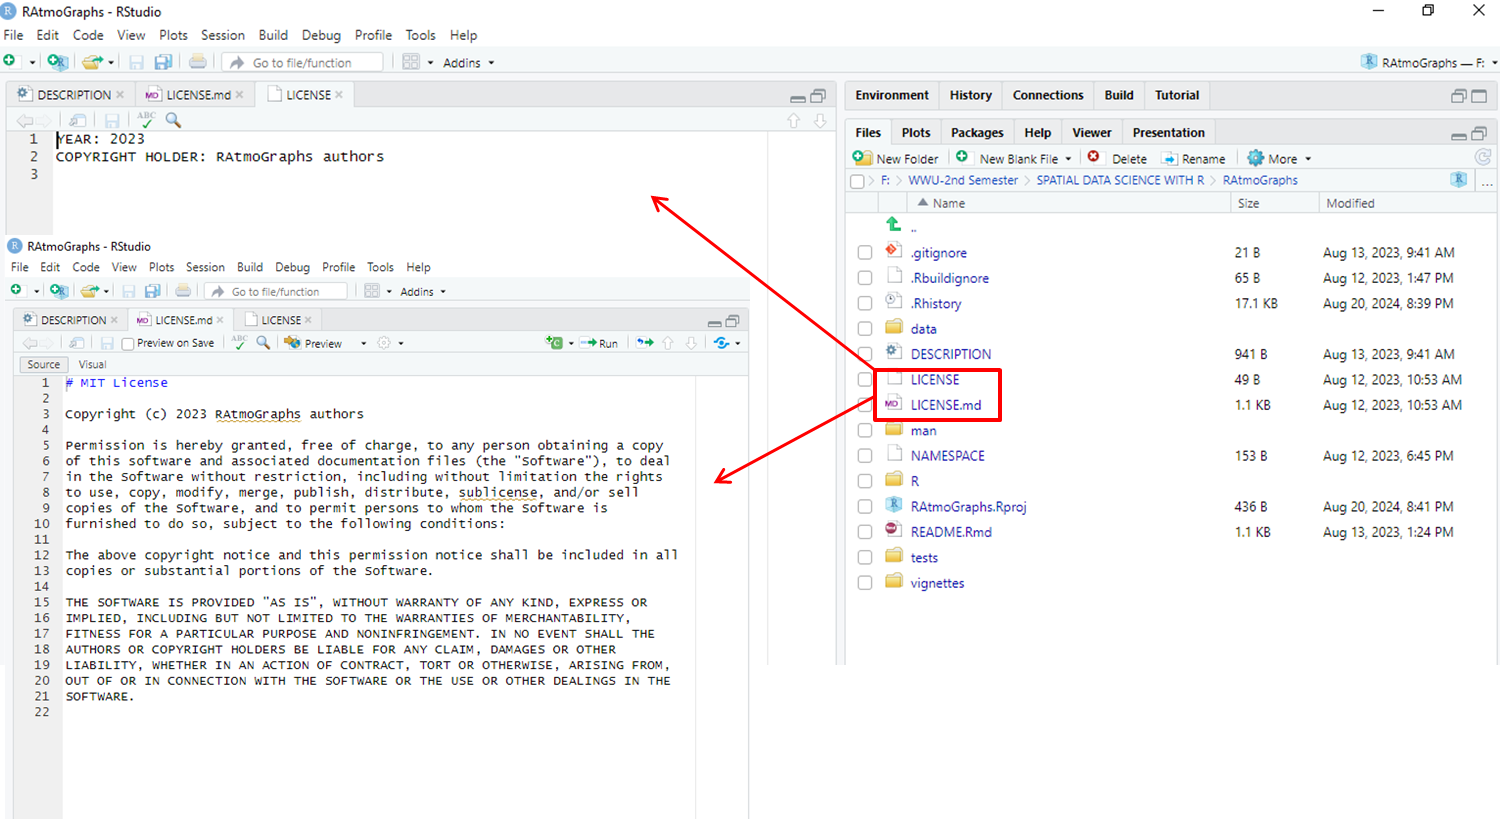 RAtmoGraphs - RStudio
File Edit Code View Plots Session Build Debug Profile Tools Help
Go to file/function Addins RAtmoGraphs — F:
DESCRIPTION LICENSE.md LICENSE
1 YEAR: 2023
2 COPYRIGHT HOLDER: RAtmoGraphs authors
3
RAtmoGraphs - RStudio
File Edit Code View Plots Session Build Debug Profile Tools Help
Go to file/function Addins
DESCRIPTION LICENSE.md LICENSE
Preview on Save ABC Preview Run
Source Visual
1 # MIT License
2
3 Copyright (c) 2023 RAtmoGraphs authors
4
5 Permission is hereby granted, free of charge, to any person obtaining a copy
6 of this software and associated documentation files (the "Software"), to deal
7 in the Software without restriction, including without limitation the rights
8 to use, copy, modify, merge, publish, distribute, sublicense, and/or sell
9 copies of the Software, and to permit persons to whom the Software is
10 furnished to do so, subject to the following conditions:
11
12 The above copyright notice and this permission notice shall be included in all
13 copies or substantial portions of the Software.
14
15 THE SOFTWARE IS PROVIDED "AS IS", WITHOUT WARRANTY OF ANY KIND, EXPRESS OR
16 IMPLIED, INCLUDING BUT NOT LIMITED TO THE WARRANTIES OF MERCHANTABILITY,
17 FITNESS FOR A PARTICULAR PURPOSE AND NONINFRINGEMENT. IN NO EVENT SHALL THE
18 AUTHORS OR COPYRIGHT HOLDERS BE LIABLE FOR ANY CLAIM, DAMAGES OR OTHER
19 LIABILITY, WHETHER IN AN ACTION OF CONTRACT, TORT OR OTHERWISE, ARISING FROM,
20 OUT OF OR IN CONNECTION WITH THE SOFTWARE OR THE USE OR OTHER DEALINGS IN THE
21 SOFTWARE.
22
Environment History Connections Build Tutorial
Files Plots Packages Help Viewer Presentation
New Folder New Blank File Delete Rename More
F: WWU-2nd Semester SPATIAL DATA SCIENCE WITH R RAtmoGraphs ...
Name Size Modified
..
.gitignore 21 B Aug 13, 2023, 9:41 AM
.Rbuildignore 65 B Aug 12, 2023, 1:47 PM
.Rhistory 17.1 KB Aug 20, 2024, 8:39 PM
data
DESCRIPTION 941 B Aug 13, 2023, 9:41 AM
LICENSE 49 B Aug 12, 2023, 10:53 AM
LICENSE.md 1.1 KB Aug 12, 2023, 10:53 AM
man
NAMESPACE 153 B Aug 12, 2023, 6:45 PM
R
RAtmoGraphs.Rproj 436 B Aug 20, 2024, 8:41 PM
README.Rmd 1.1 KB Aug 13, 2023, 1:24 PM
tests
vignettes